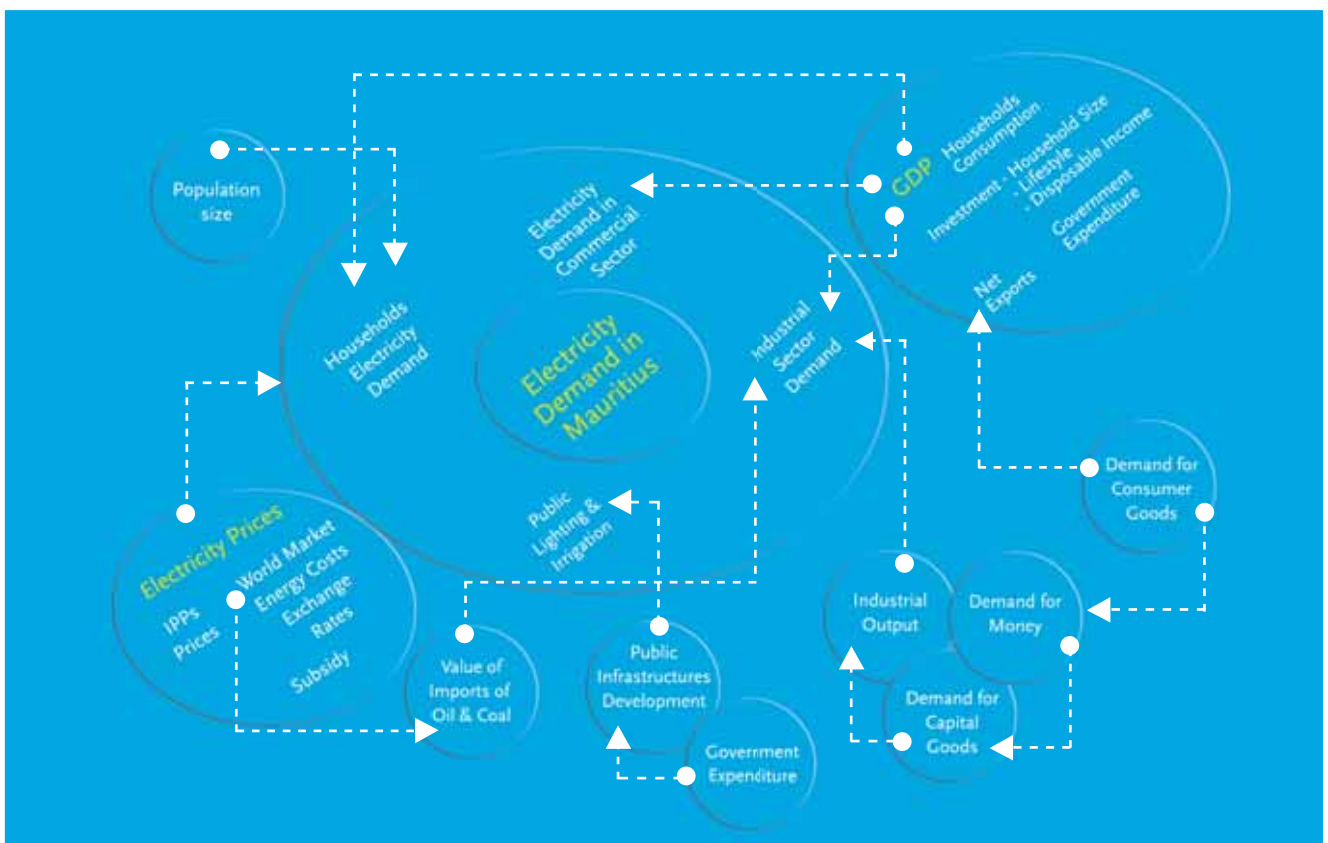 Population
size
Electricity
Demand in
Commercial
Sector
GDP
Households
Consumption
Investment - Household Size
- Lifestyle
- Disposable Income
Government
Expenditure
Net
Exports
Households
Electricity
Demand
Electricity
Demand in
Mauritius
Industrial
Sector
Demand
Public
Lighting &
Irrigation
Electricity Prices
IPPs
Prices
World Market
Energy Costs
Exchange
Rates
Subsidy
Value of
Imports of
Oil & Coal
Public
Infrastructures
Development
Government
Expenditure
Industrial
Output
Demand for
Money
Demand for
Capital
Goods
Demand for
Consumer
Goods